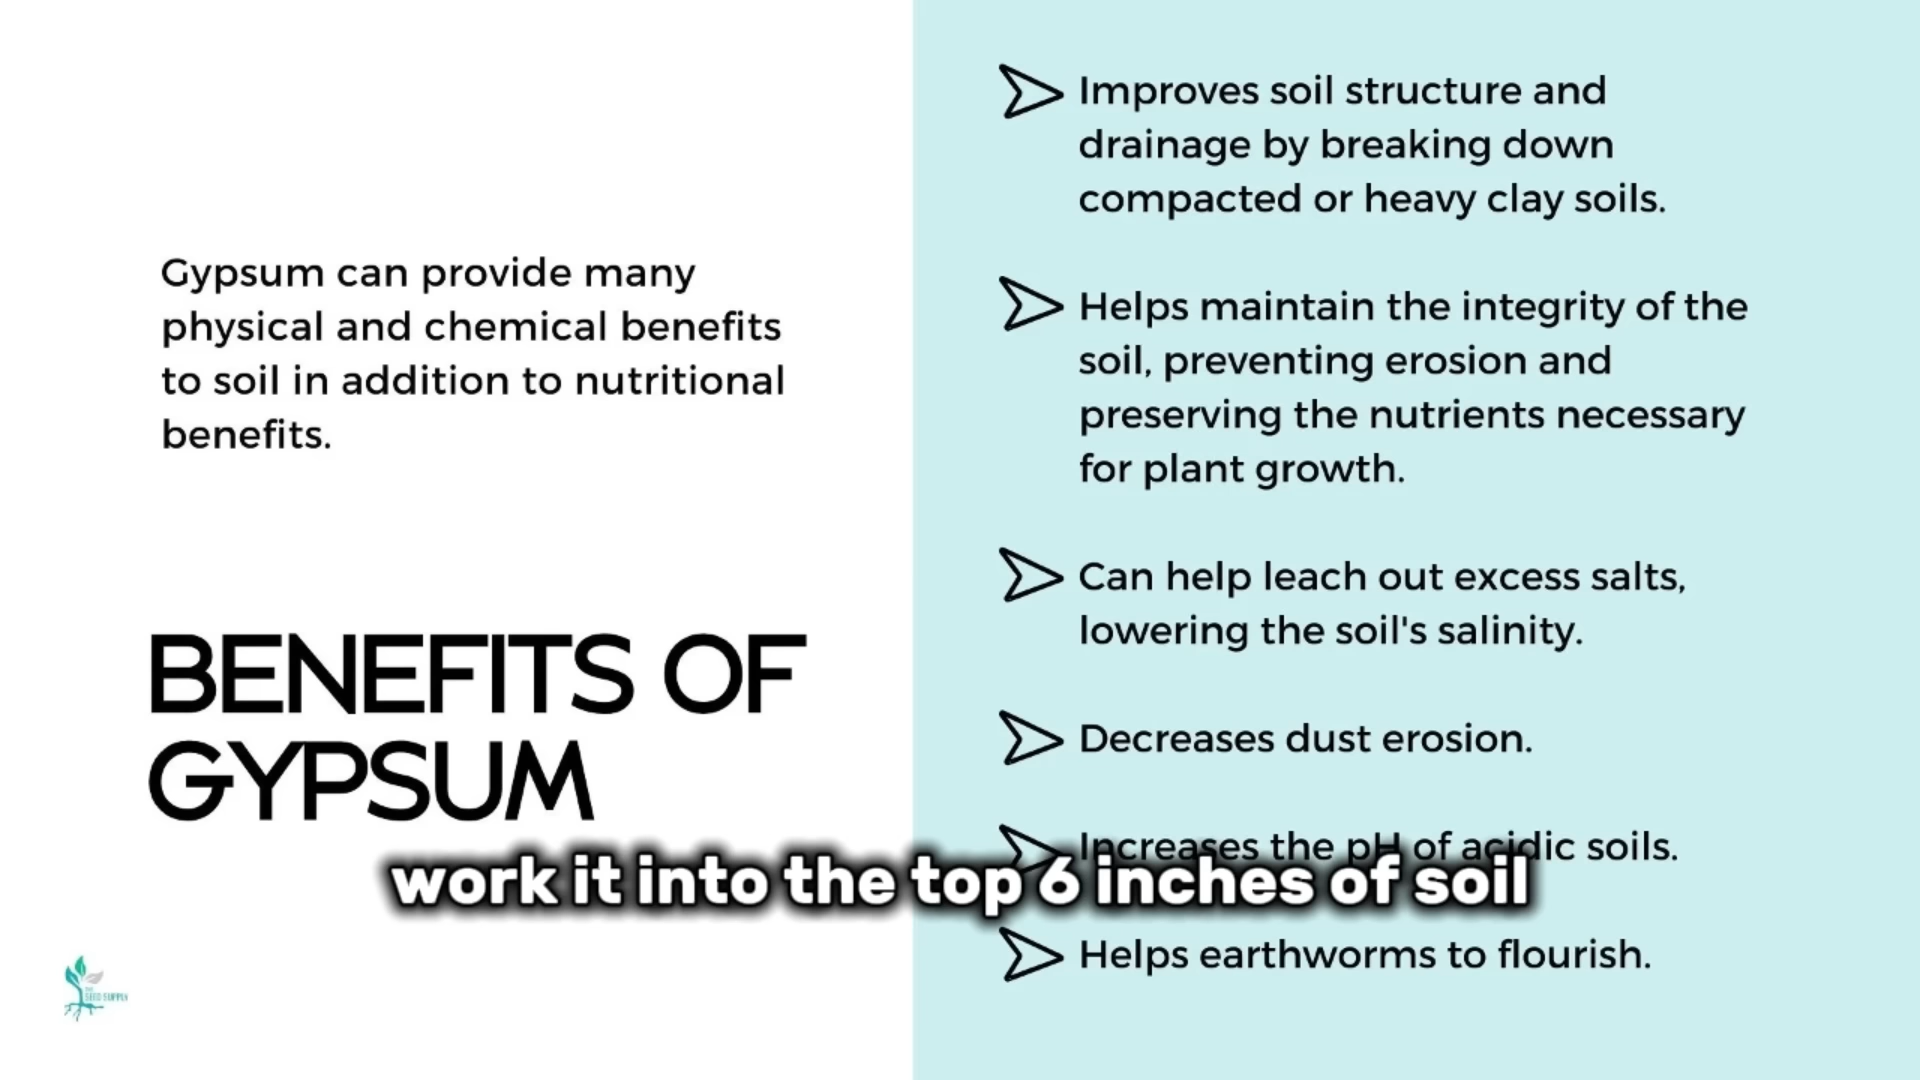 Gypsum can provide many
physical and chemical benefits
to soil in addition to nutritional
benefits.
BENEFITS OF
GYPSUM
Improves soil structure and
drainage by breaking down
compacted or heavy clay soils.
Helps maintain the integrity of the
soil, preventing erosion and
preserving the nutrients necessary
for plant growth.
Can help leach out excess salts,
lowering the soil's salinity.
Decreases dust erosion.
Increases the pH of acidic soils.
Helps earthworms to flourish.
work it into the top 6 inches of soil
SEED SUPPLY